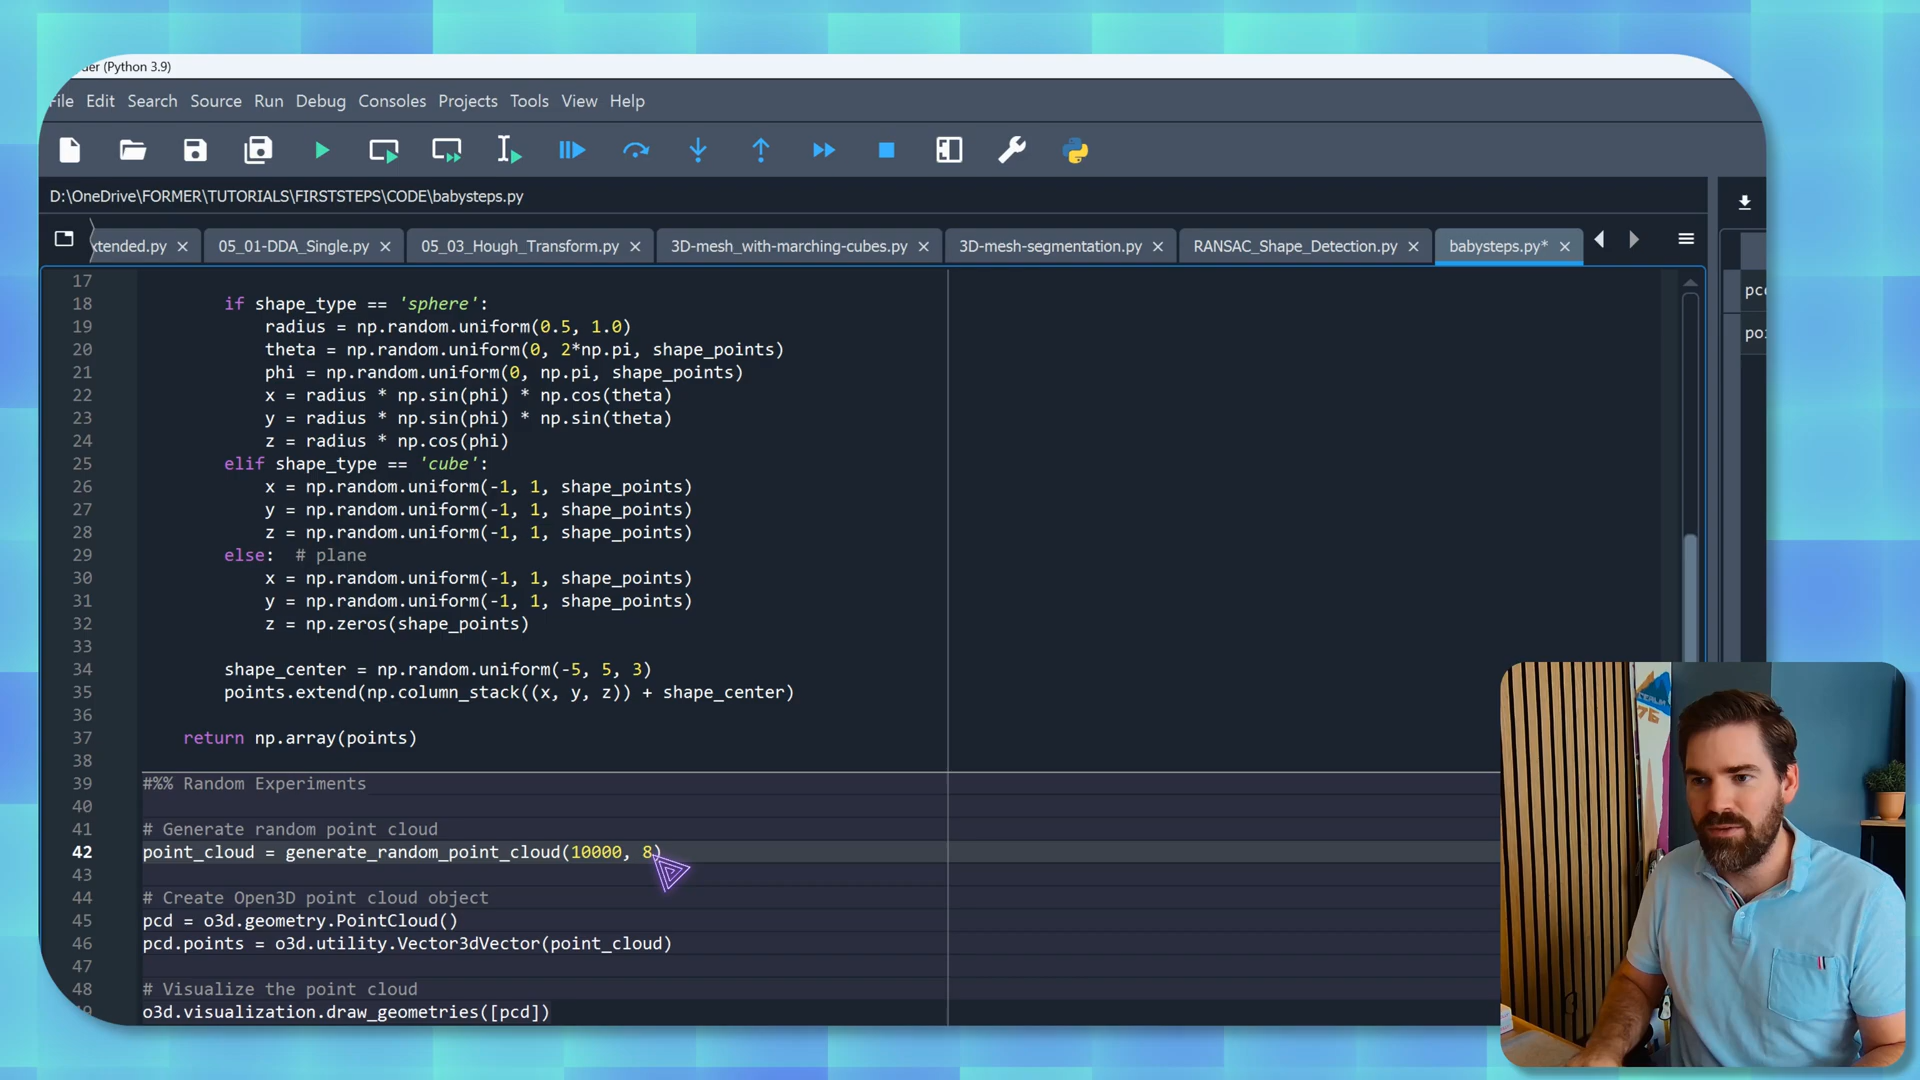 der (Python 3.9)
File Edit Search Source Run Debug Consoles Projects Tools View Help
D:\OneDrive\FORMER\TUTORIALS\FIRSTSTEPS\CODE\babysteps.py
xtended.py 05_01-DDA_Single.py 05_03_Hough_Transform.py 3D-mesh_with-marching-cubes.py 3D-mesh-segmentation.py RANSAC_Shape_Detection.py babysteps.py*
17
18 if shape_type == 'sphere':
19 radius = np.random.uniform(0.5, 1.0)
20 theta = np.random.uniform(0, 2*np.pi, shape_points)
21 phi = np.random.uniform(0, np.pi, shape_points)
22 x = radius * np.sin(phi) * np.cos(theta)
23 y = radius * np.sin(phi) * np.sin(theta)
24 z = radius * np.cos(phi)
25 elif shape_type == 'cube':
26 x = np.random.uniform(-1, 1, shape_points)
27 y = np.random.uniform(-1, 1, shape_points)
28 z = np.random.uniform(-1, 1, shape_points)
29 else: # plane
30 x = np.random.uniform(-1, 1, shape_points)
31 y = np.random.uniform(-1, 1, shape_points)
32 z = np.zeros(shape_points)
33
34 shape_center = np.random.uniform(-5, 5, 3)
35 points.extend(np.column_stack((x, y, z)) + shape_center)
36
37 return np.array(points)
38
39 #%% Random Experiments
40
41 # Generate random point cloud
42 point_cloud = generate_random_point_cloud(10000, 8)
43
44 # Create Open3D point cloud object
45 pcd = o3d.geometry.PointCloud()
46 pcd.points = o3d.utility.Vector3dVector(point_cloud)
47
48 # Visualize the point cloud
49 o3d.visualization.draw_geometries([pcd])
pc
po
76